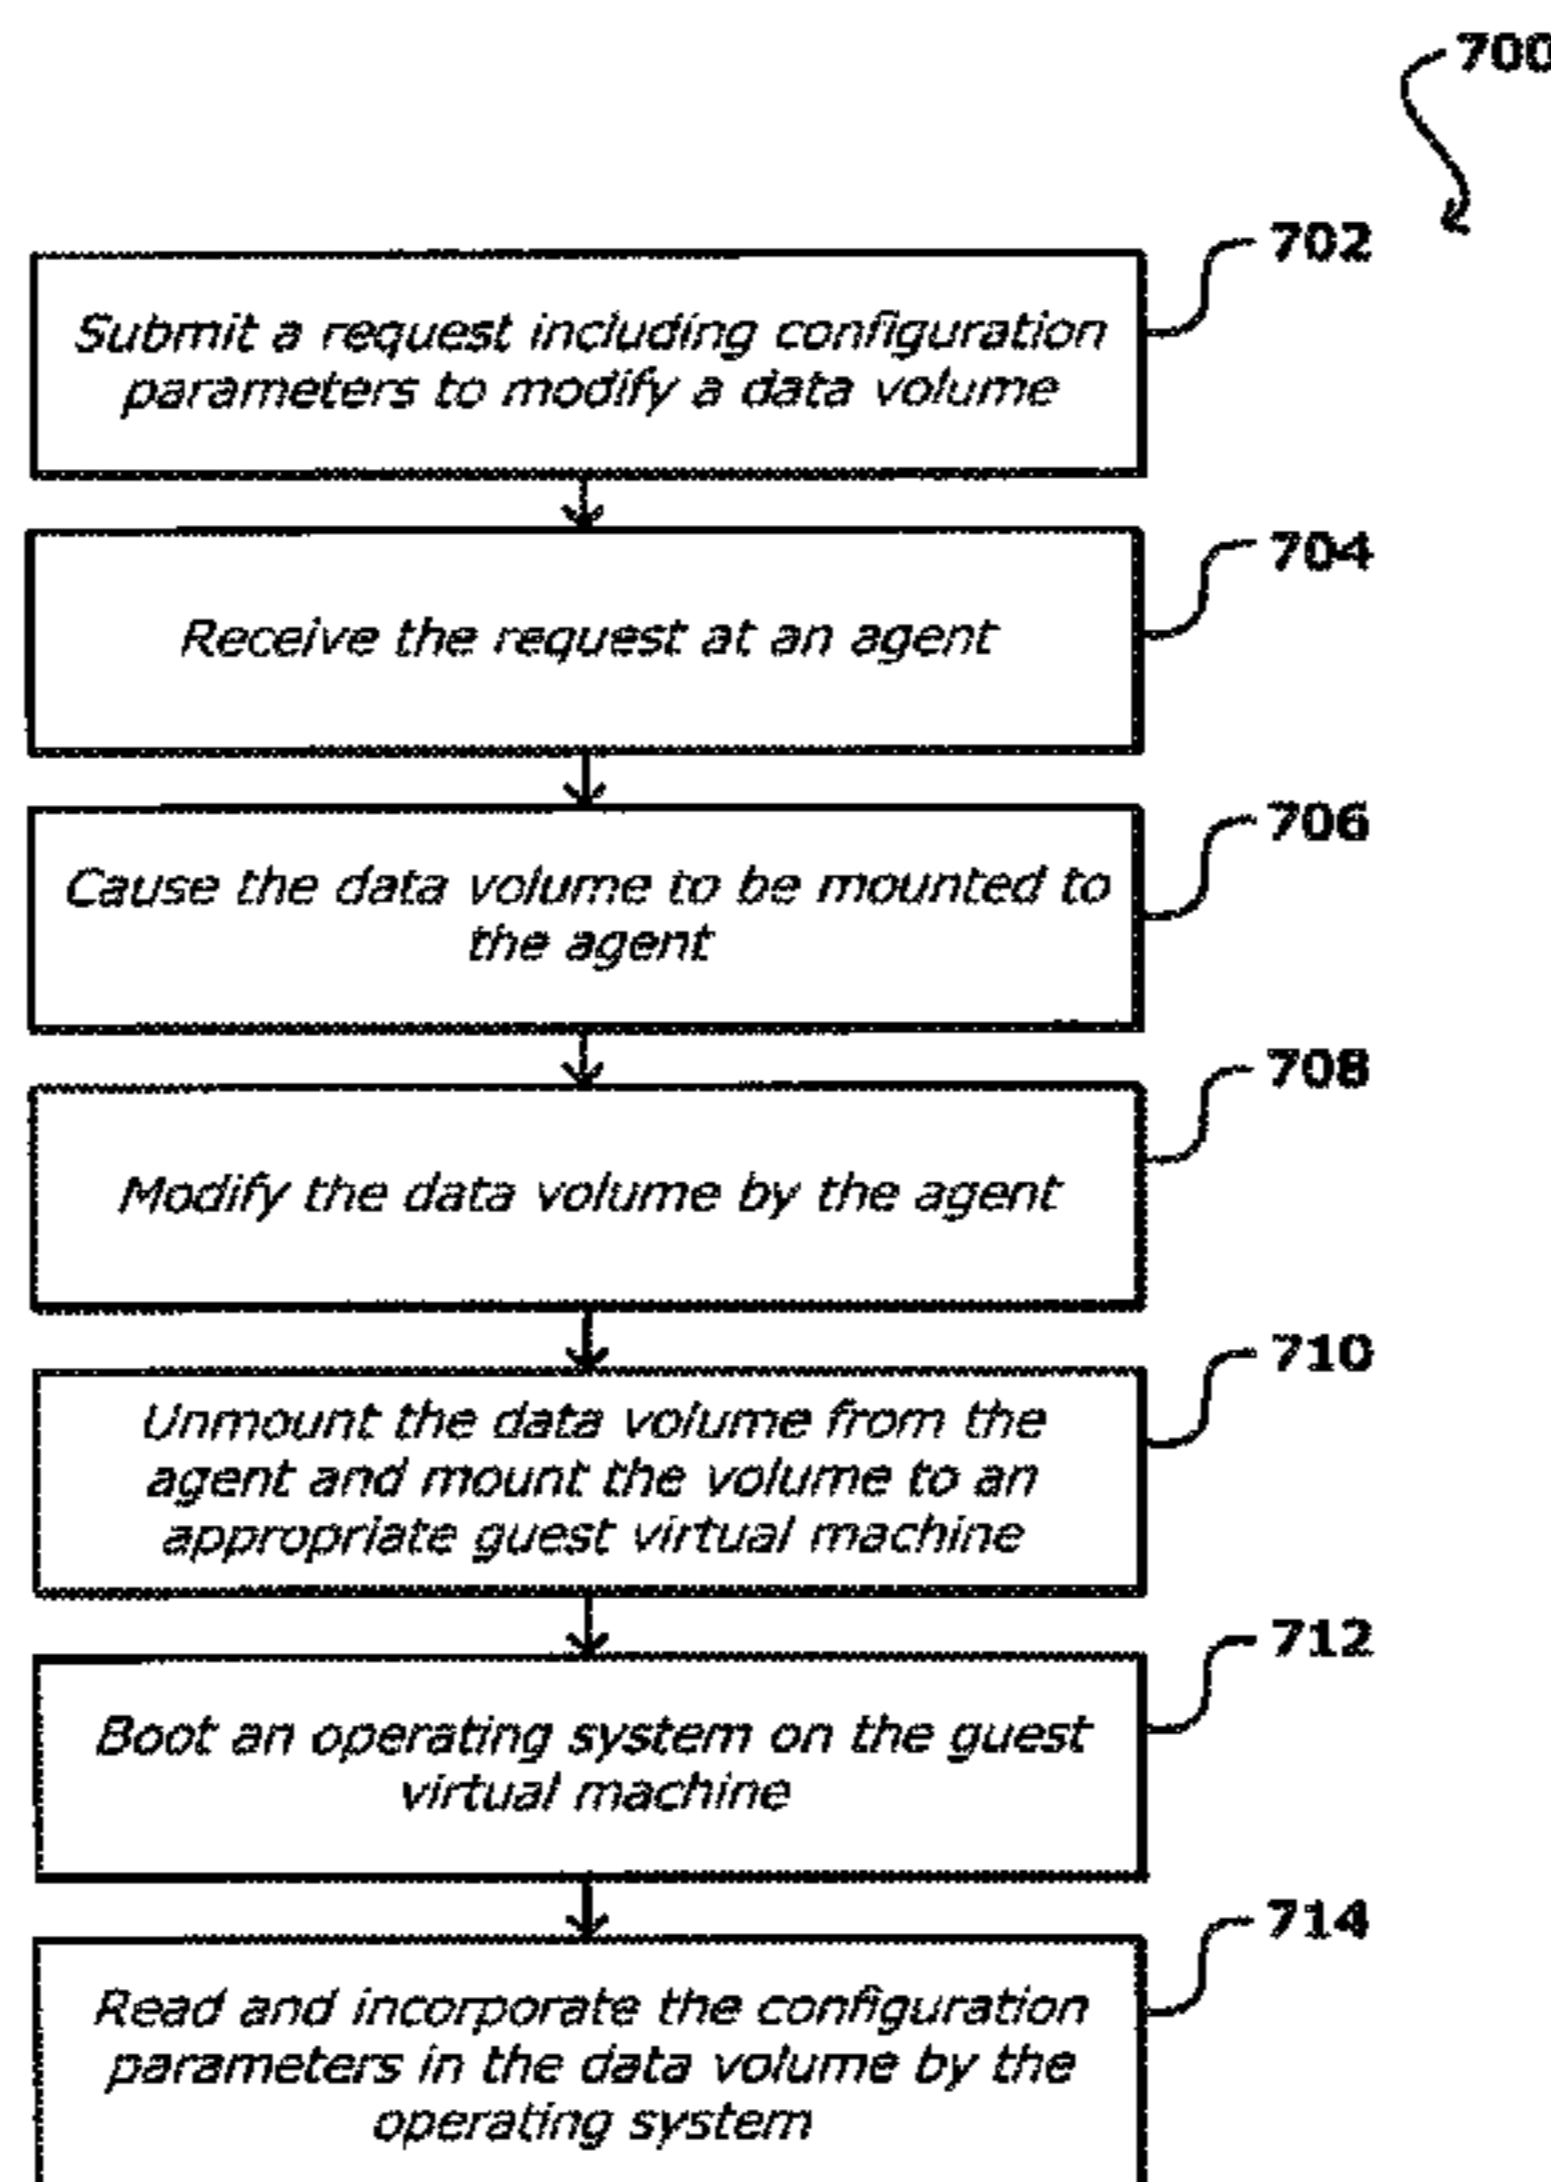 700
702
Submit a request including configuration
parameters to modify a data volume
704
Receive the request at an agent
706
Cause the data volume to be mounted to
the agent
708
Modify the data volume by the agent
710
Unmount the data volume from the
agent and mount the volume to an
appropriate guest virtual machine
712
Boot an operating system on the guest
virtual machine
714
Read and incorporate the configuration
parameters in the data volume by the
operating system